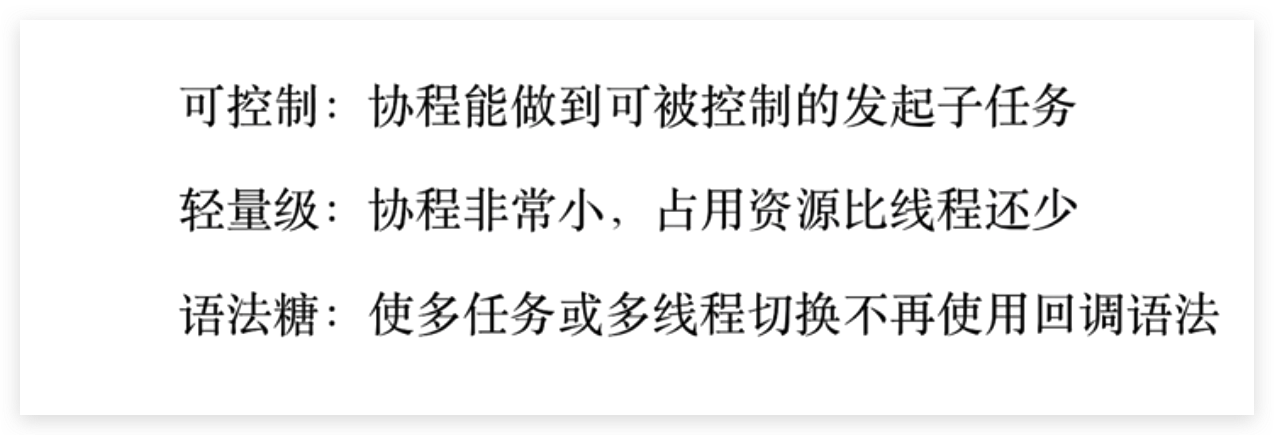 可控制：协程能做到可被控制的发起子任务
轻量级：协程非常小，占用资源比线程还少
语法糖：使多任务或多线程切换不再使用回调语法